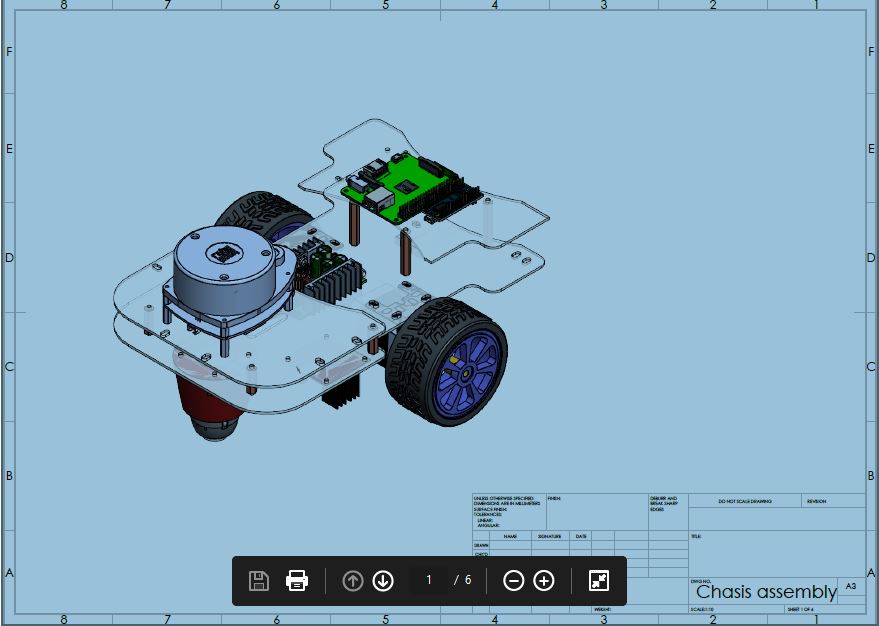 8 7 6 5 4 3 2 1
F F
E E
D D
C C
B B
A A
UNLESS OTHERWISE SPECIFIED:
DIMENSIONS ARE IN MILLIMETERS
SURFACE FINISH:
TOLERANCES:
LINEAR:
ANGULAR:
FINISH:
DEBURR AND
BREAK SHARP
EDGES
DO NOT SCALE DRAWING
REVISION
NAME SIGNATURE DATE
DRAWN
CHK'D
TITLE:
DWG NO.
Chasis assembly
A3
WEIGHT:
SCALE:1:10
SHEET 1 OF 6
8 7 4 3 2 1
1 / 6